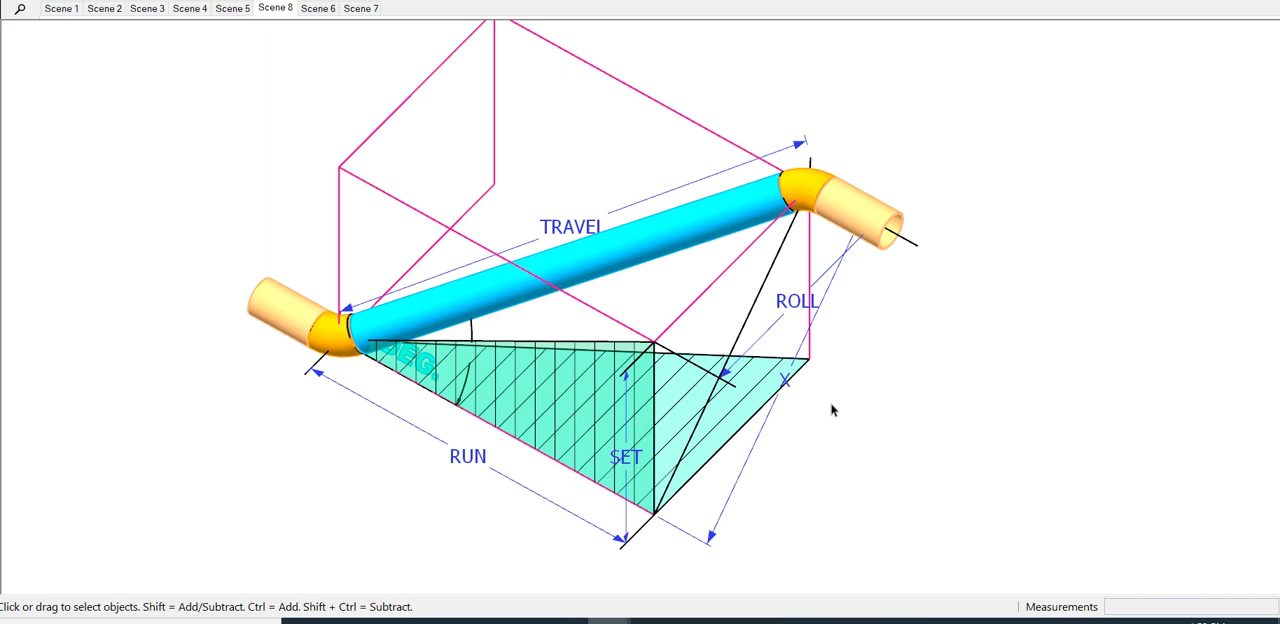 Scene 1 Scene 2 Scene 3 Scene 4 Scene 5 Scene 8 Scene 6 Scene 7
TRAVEL
ROLL
X
RUN
SET
Click or drag to select objects. Shift = Add/Subtract. Ctrl = Add. Shift + Ctrl = Subtract.
Measurements